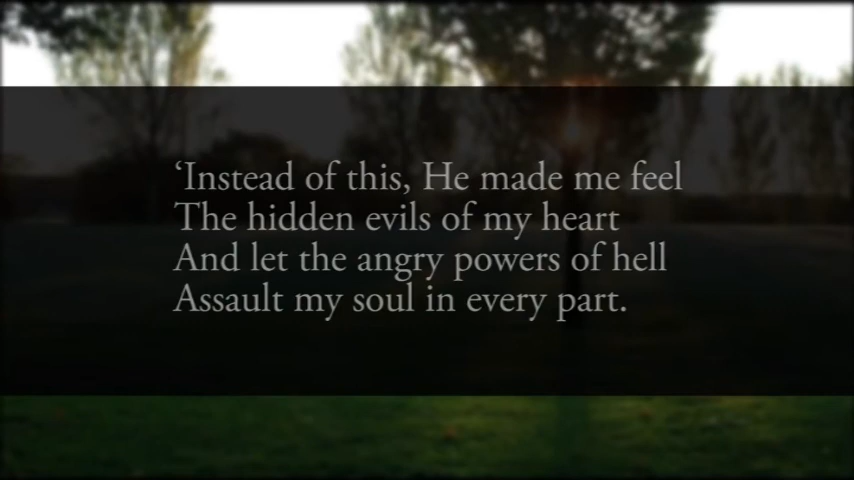 ‘Instead of this, He made me feel
The hidden evils of my heart
And let the angry powers of hell
Assault my soul in every part.